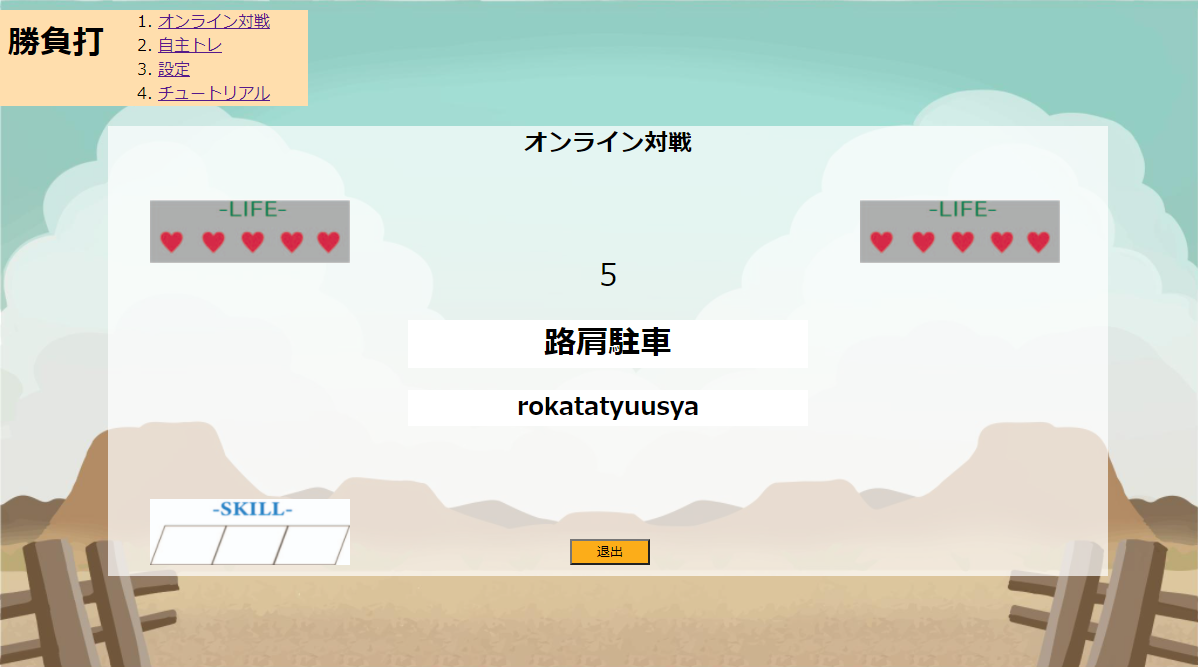 勝負打
1. オンライン対戦
2. 自主トレ
3. 設定
4. チュートリアル
オンライン対戦
-LIFE-
-LIFE-
5
路肩駐車
rokatatyuusya
-SKILL-
退出